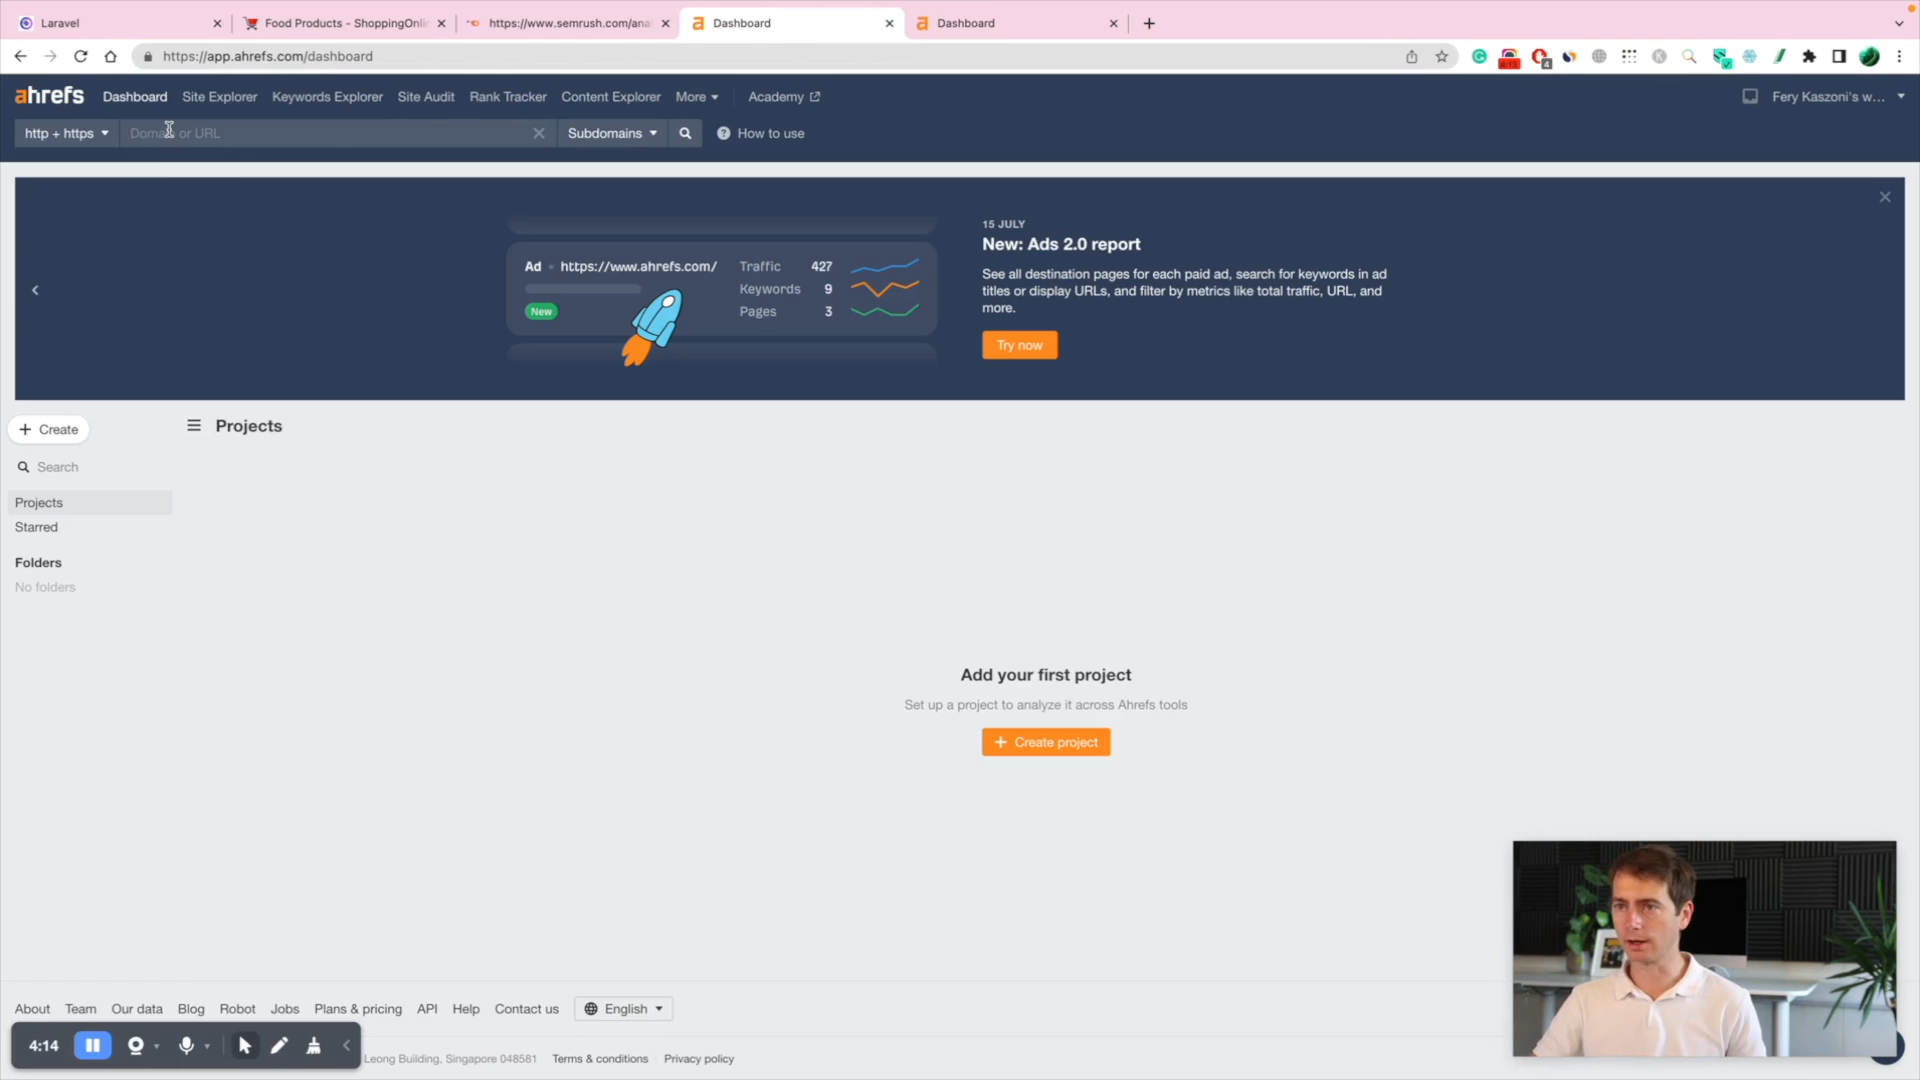 Laravel
Food Products - ShoppingOnli
https://www.semrush.com/ana
Dashboard
Dashboard
https://app.ahrefs.com/dashboard
4
ahrefs
Dashboard
Site Explorer
Keywords Explorer
Site Audit
Rank Tracker
Content Explorer
More
Academy
Fery Kaszoni's w...
http + https
Domain or URL
Subdomains
How to use
15 JULY
New: Ads 2.0 report
See all destination pages for each paid ad, search for keywords in ad
titles or display URLs, and filter by metrics like total traffic, URL, and
more.
Try now
Ad
https://www.ahrefs.com/
New
Traffic 427
Keywords 9
Pages 3
Create
Search
Projects
Starred
Folders
No folders
Projects
Add your first project
Set up a project to analyze it across Ahrefs tools
Create project
About
Team
Our data
Blog
Robot
Jobs
Plans & pricing
API
Help
Contact us
English
4:14
Leong Building, Singapore 048581
Terms & conditions
Privacy policy